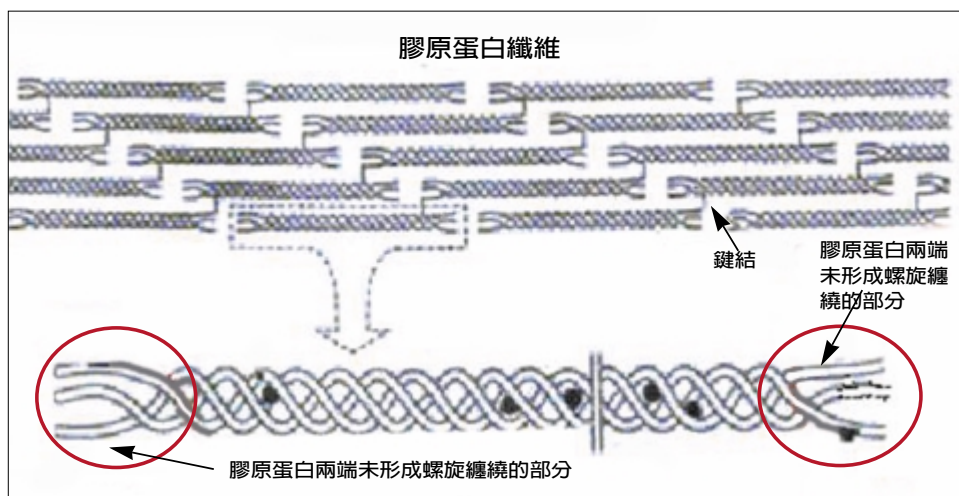 膠原蛋白纖維
鍵結
膠原蛋白兩端
未形成螺旋纏
繞的部分
膠原蛋白兩端未形成螺旋纏繞的部分